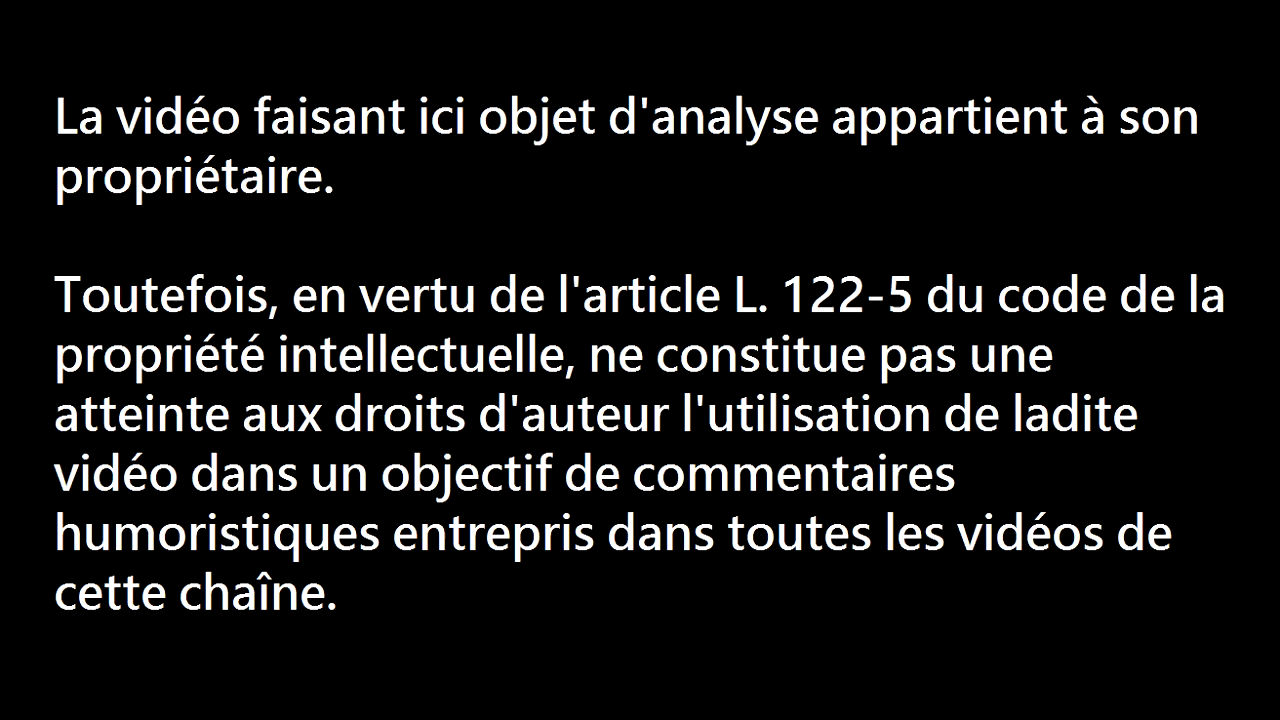 La vidéo faisant ici objet d'analyse appartient à son
propriétaire.
Toutefois, en vertu de l'article L. 122-5 du code de la
propriété intellectuelle, ne constitue pas une
atteinte aux droits d'auteur l'utilisation de ladite
vidéo dans un objectif de commentaires
humoristiques entrepris dans toutes les vidéos de
cette chaîne.